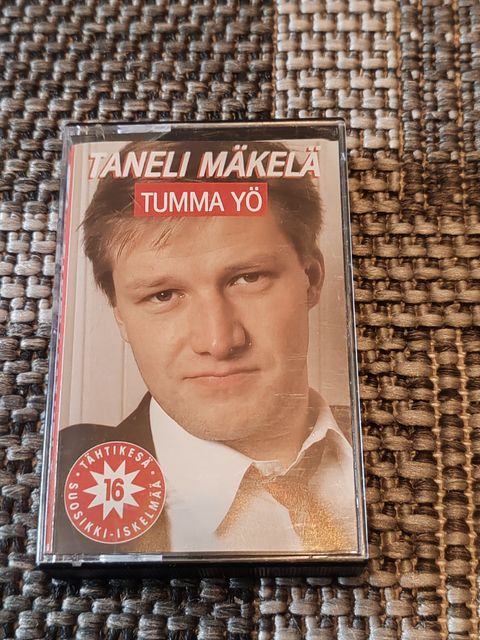 TANELI MÄKELÄ
TUMMA YÖ
• TÄHTIKESÄ •
16
SUOSIKKI-ISKELMÄÄ